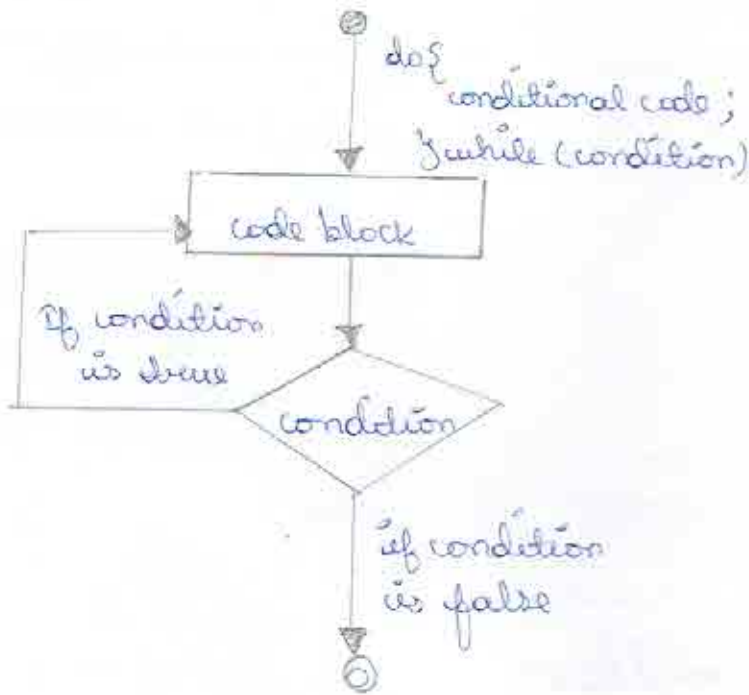 do{
conditional code;
}while (condition)
code block
If condition
is true
condition
if condition
is false